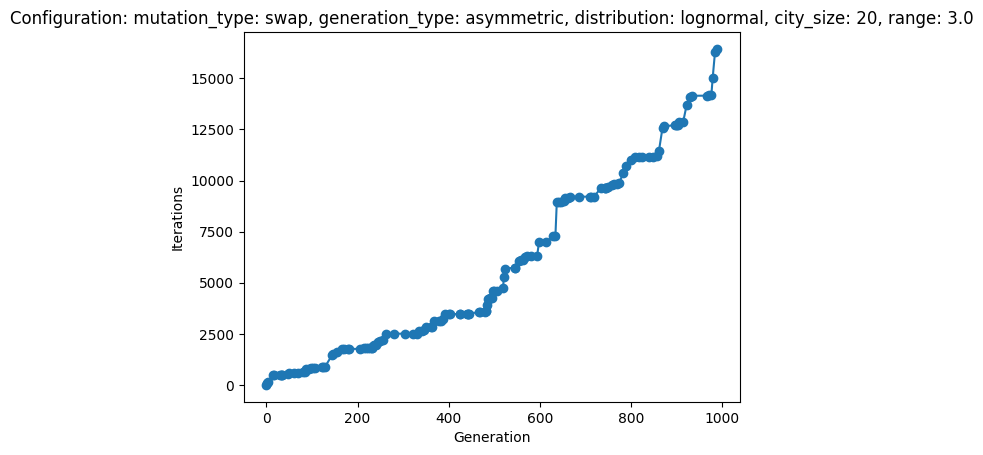 Configuration: mutation_type: swap, generation_type: asymmetric, distribution: lognormal, city_size: 20, range: 3.0
15000
12500
10000
7500
5000
2500
0
Iterations
0 200 400 600 800 1000
Generation